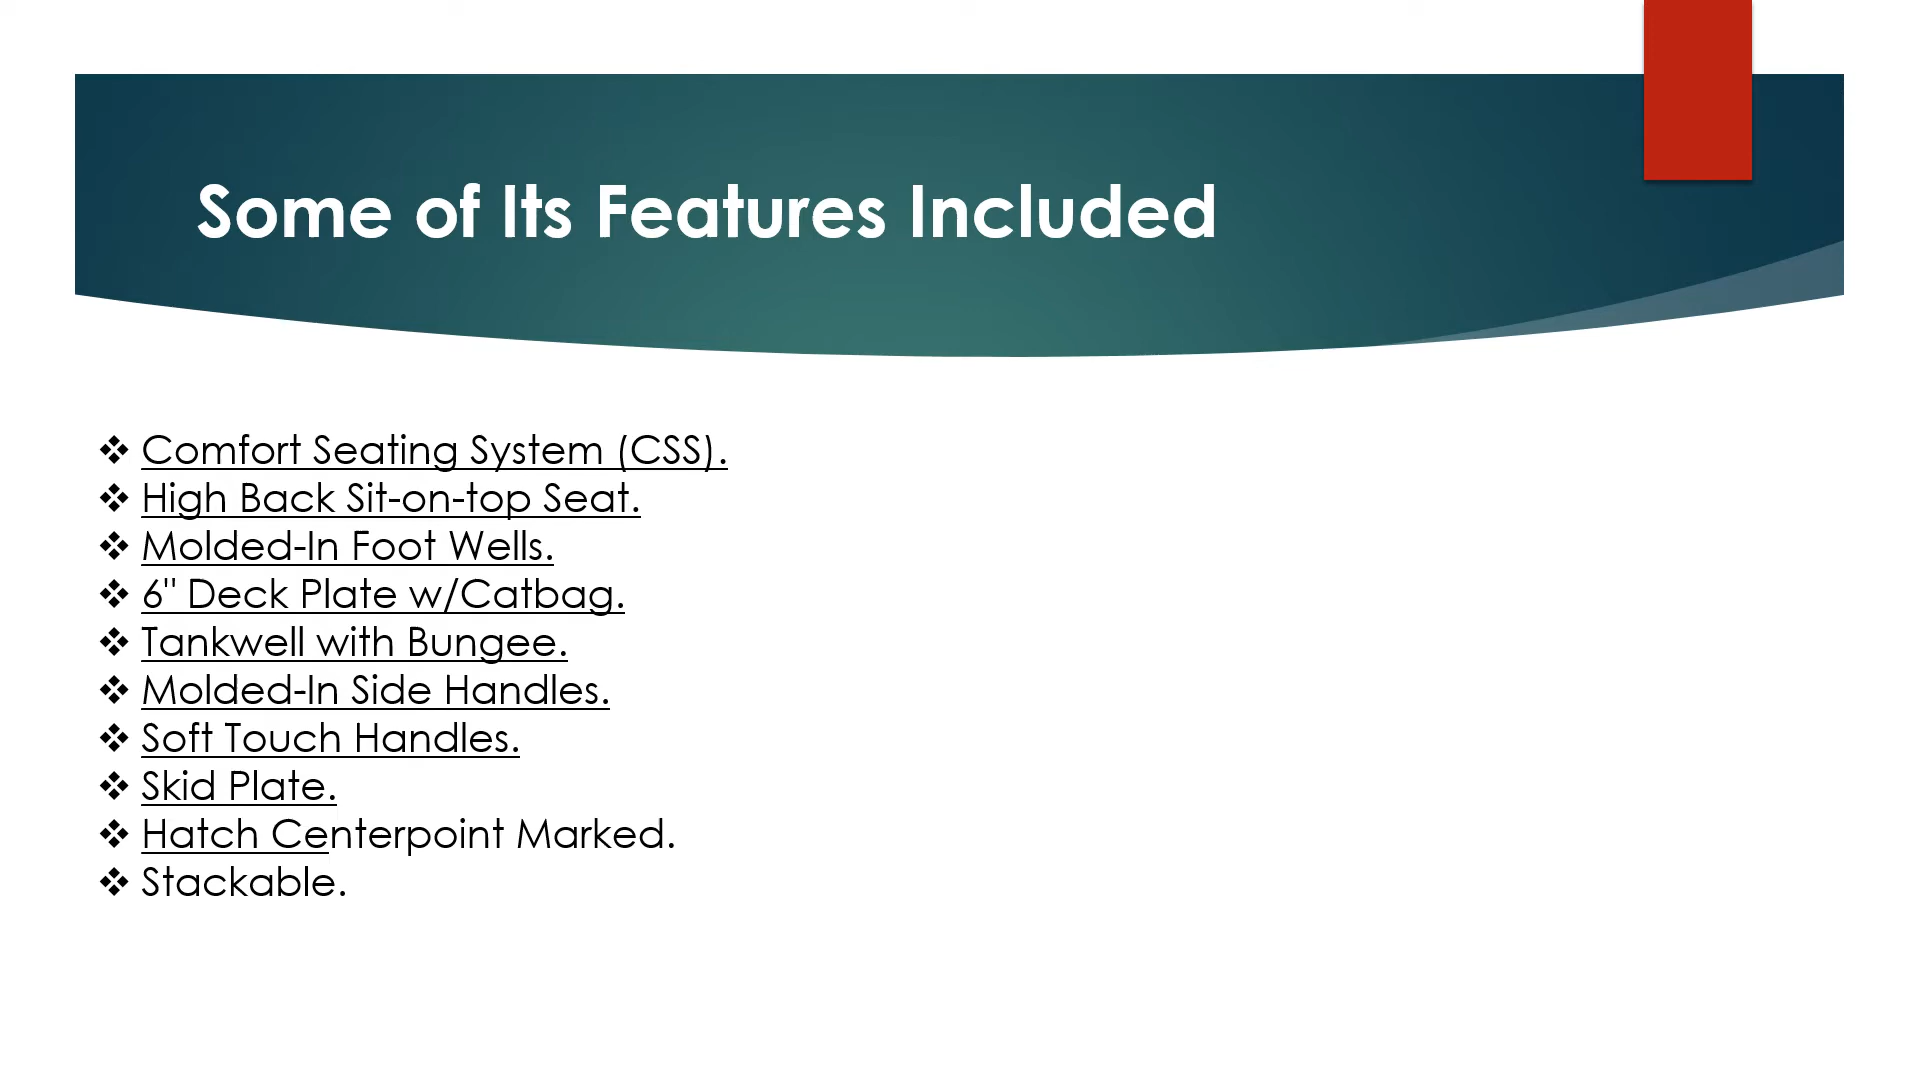 Some of Its Features Included
❖ Comfort Seating System (CSS).
❖ High Back Sit-on-top Seat.
❖ Molded-In Foot Wells.
❖ 6" Deck Plate w/Catbag.
❖ Tankwell with Bungee.
❖ Molded-In Side Handles.
❖ Soft Touch Handles.
❖ Skid Plate.
❖ Hatch Centerpoint Marked.
❖ Stackable.